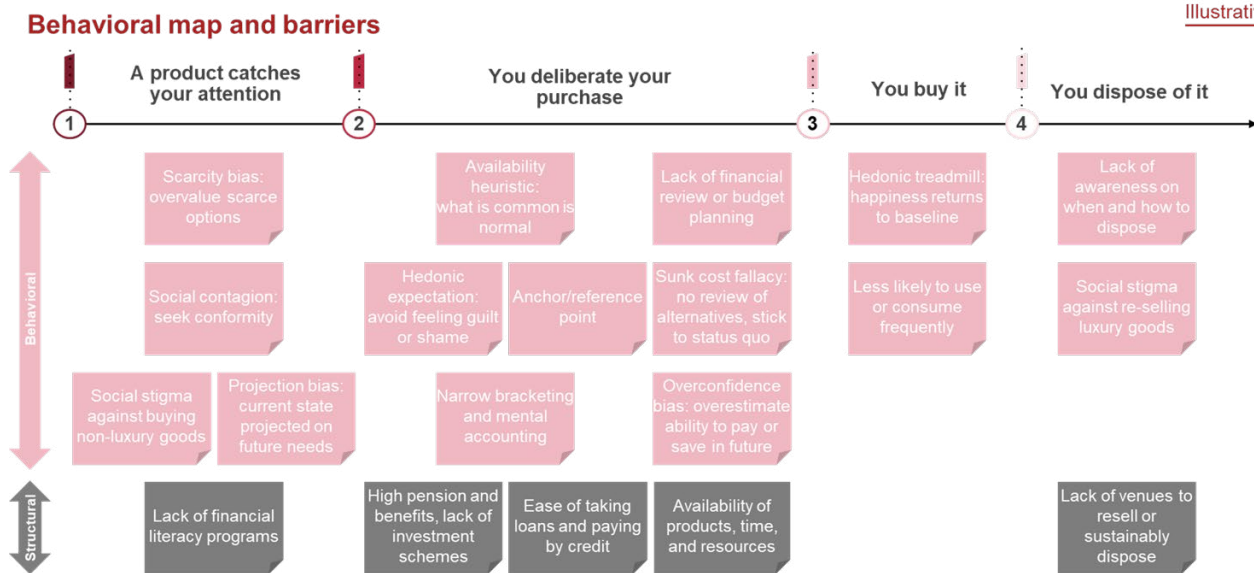 Illustrati
Behavioral map and barriers
A product catches
your attention
You deliberate your
purchase
You buy it
You dispose of it
1
2
3
4
Behavioral
Scarcity bias:
overvalue scarce
options
Availability
heuristic:
what is common is
normal
Lack of financial
review or budget
planning
Hedonic treadmill:
happiness returns
to baseline
Lack of
awareness on
when and how to
dispose
Social contagion:
seek conformity
Hedonic
expectation:
avoid feeling guilt
or shame
Anchor/reference
point
Sunk cost fallacy:
no review of
alternatives, stick
to status quo
Less likely to use
or consume
frequently
Social stigma
against re-selling
luxury goods
Social stigma
against buying
non-luxury goods
Projection bias:
current state
projected on
future needs
Narrow bracketing
and mental
accounting
Overconfidence
bias: overestimate
ability to pay or
save in future
Structural
Lack of financial
literacy programs
High pension and
benefits, lack of
investment
schemes
Ease of taking
loans and paying
by credit
Availability of
products, time,
and resources
Lack of venues to
resell or
sustainably
dispose